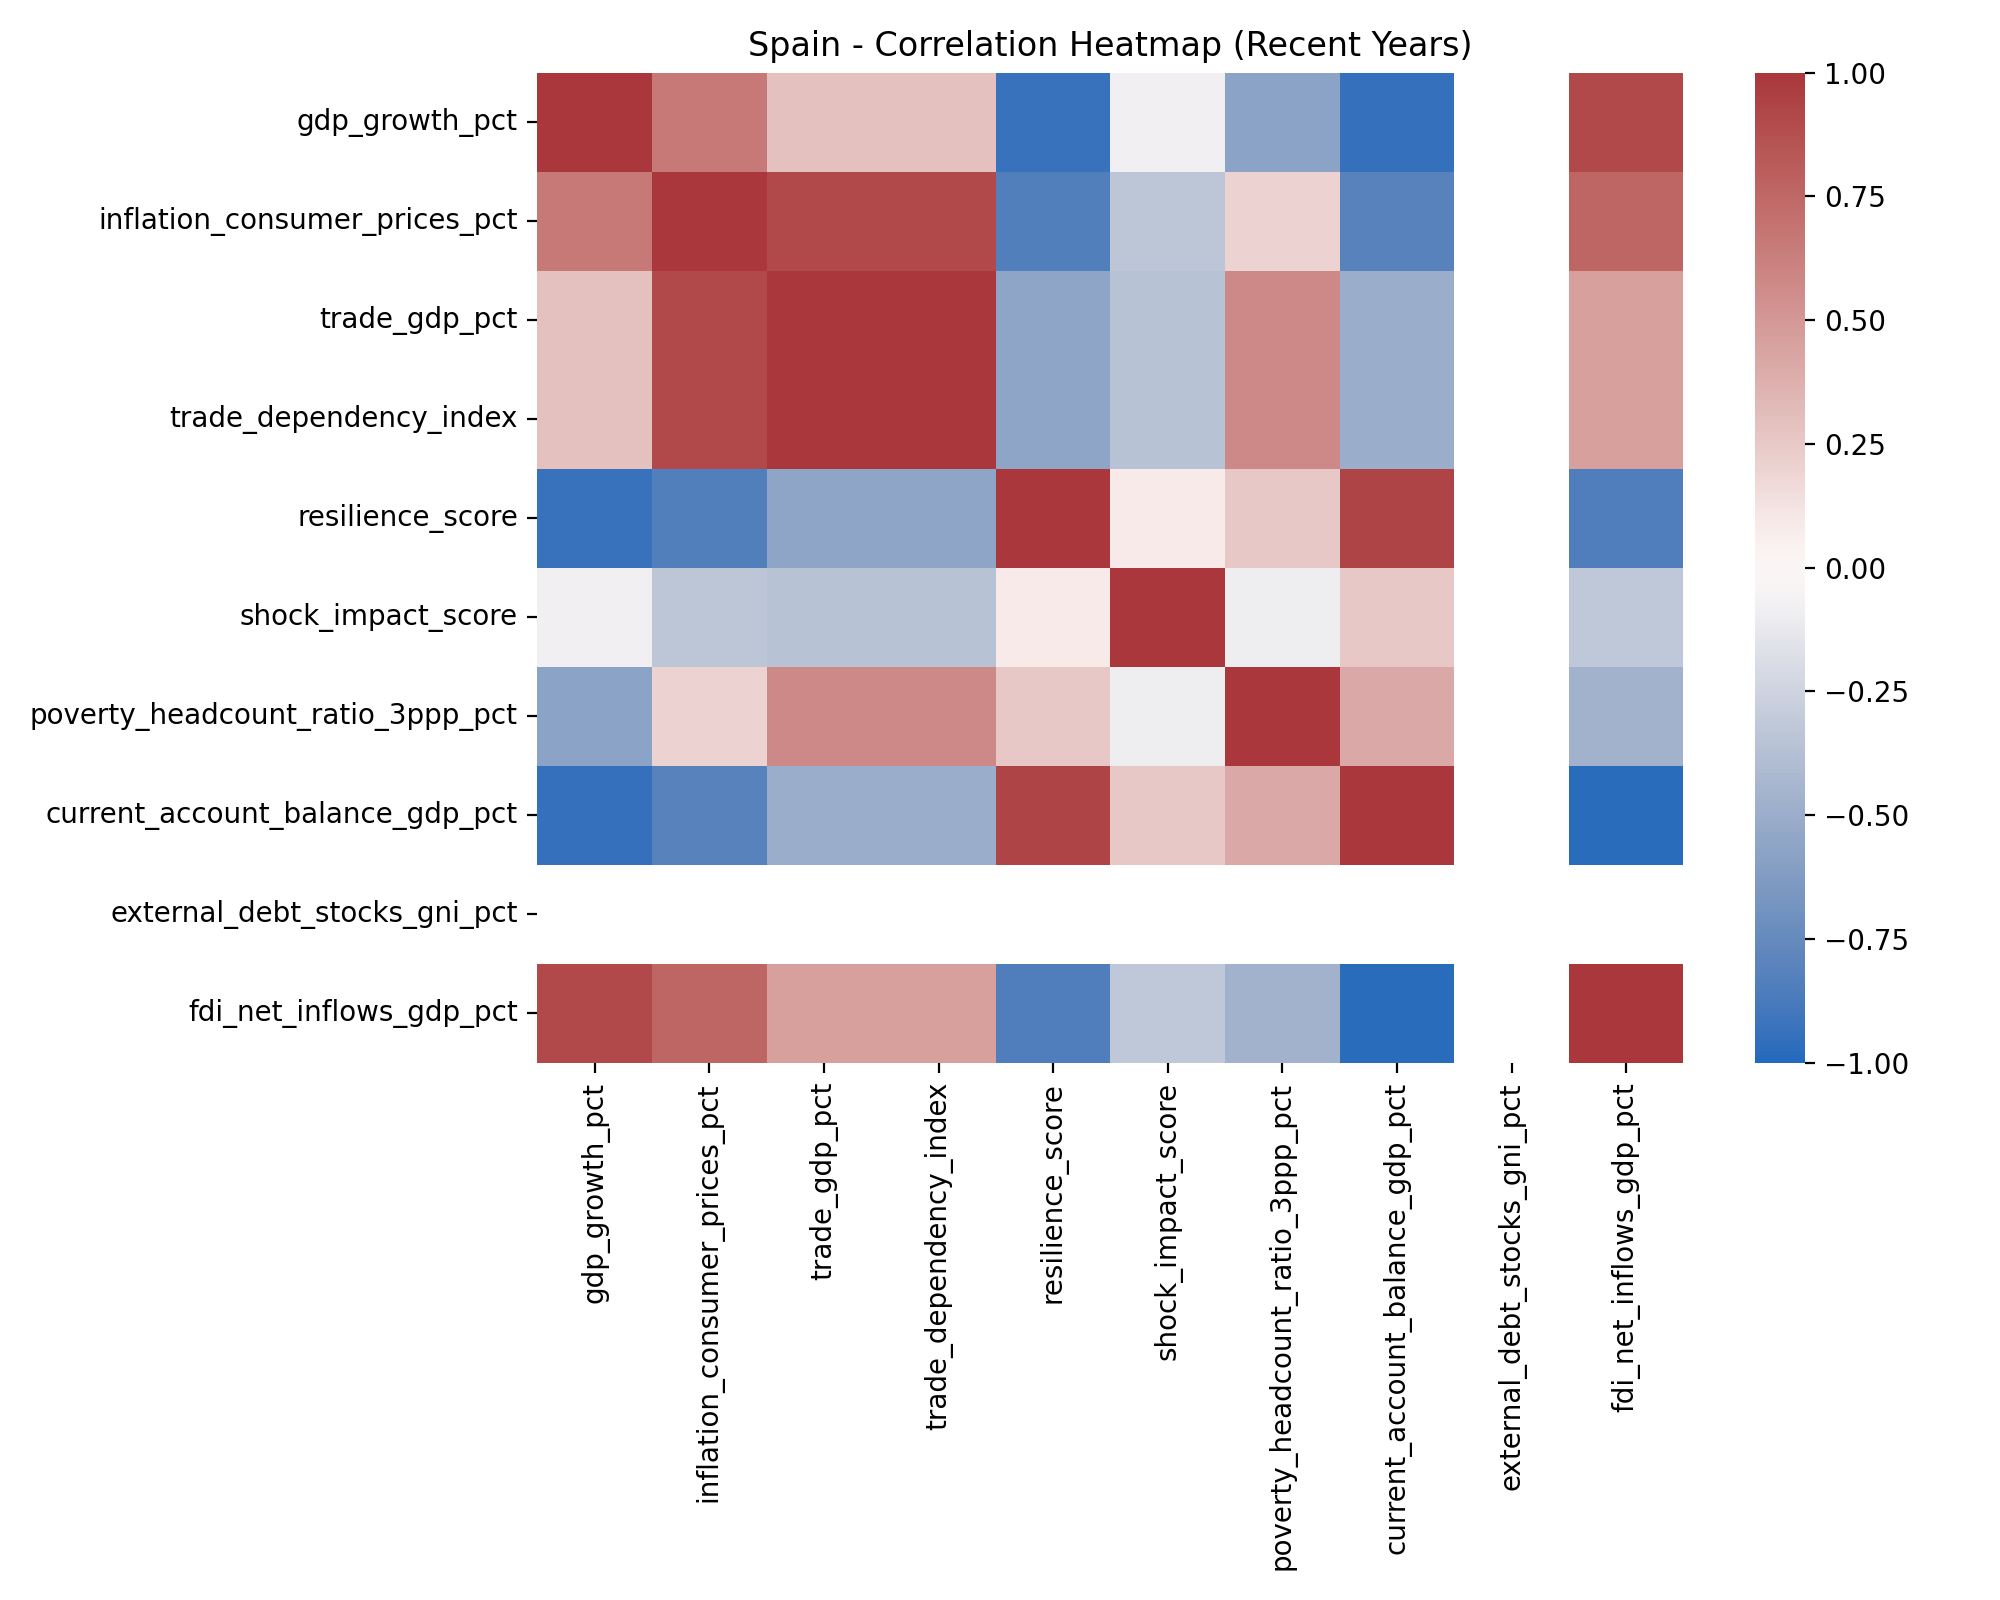 Spain - Correlation Heatmap (Recent Years)
gdp_growth_pct
inflation_consumer_prices_pct
trade_gdp_pct
trade_dependency_index
resilience_score
shock_impact_score
poverty_headcount_ratio_3ppp_pct
current_account_balance_gdp_pct
external_debt_stocks_gni_pct
fdi_net_inflows_gdp_pct
gdp_growth_pct
inflation_consumer_prices_pct
trade_gdp_pct
trade_dependency_index
resilience_score
shock_impact_score
poverty_headcount_ratio_3ppp_pct
current_account_balance_gdp_pct
external_debt_stocks_gni_pct
fdi_net_inflows_gdp_pct
1.00
0.75
0.50
0.25
0.00
−0.25
−0.50
−0.75
−1.00